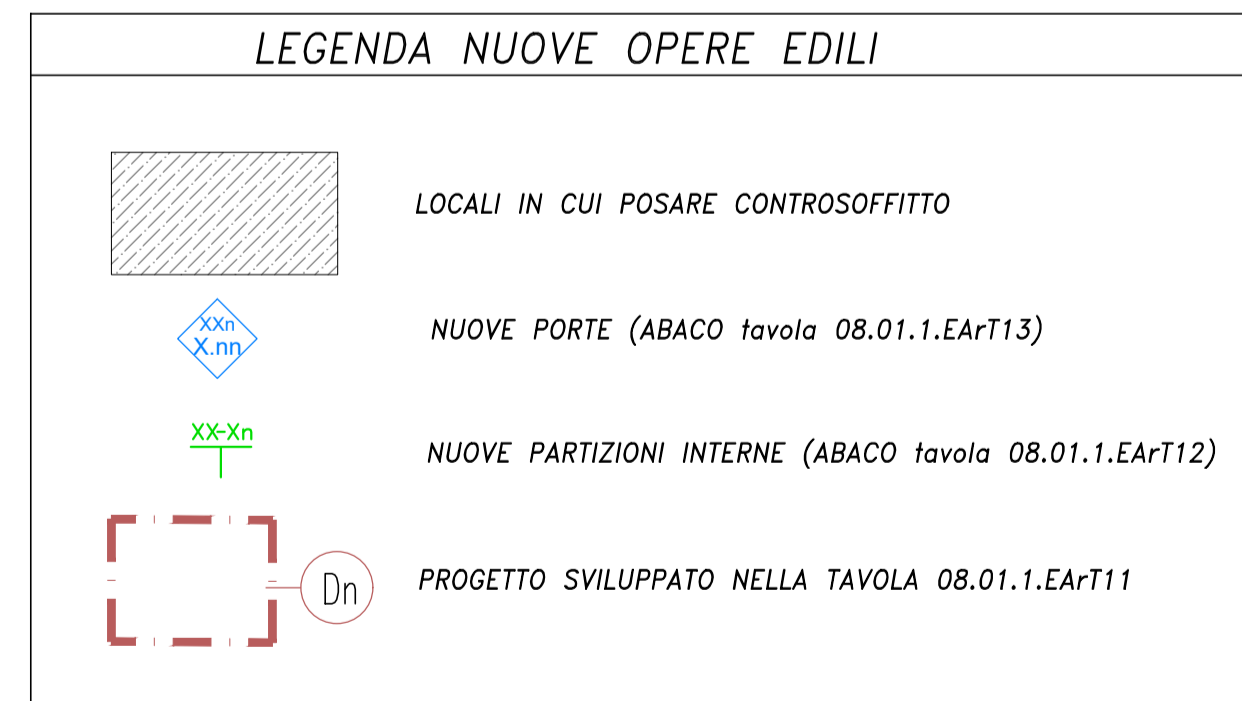 LEGENDA NUOVE OPERE EDILI
LOCALI IN CUI POSARE CONTROSOFFITTO
XXn
X.nn
NUOVE PORTE (ABACO tavola 08.01.1.EArT13)
XX-Xn
NUOVE PARTIZIONI INTERNE (ABACO tavola 08.01.1.EArT12)
Dn
PROGETTO SVILUPPATO NELLA TAVOLA 08.01.1.EArT11